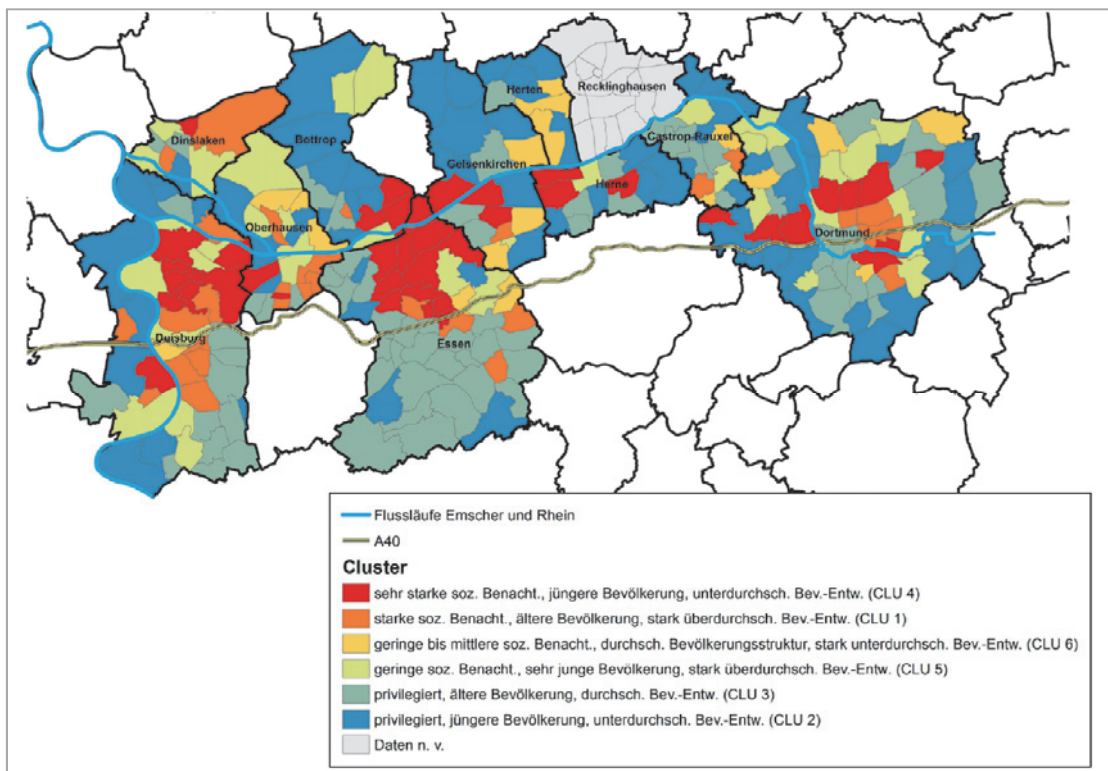 Herten
Recklinghausen
Dinslaken
Bottrop
Castrop-Rauxel
Gelsenkirchen
Herne
Oberhausen
Dortmund
Duisburg
Essen
Flussläufe Emscher und Rhein
A40
Cluster
sehr starke soz. Benacht., jüngere Bevölkerung, unterdurchsch. Bev.-Entw. (CLU 4)
starke soz. Benacht., ältere Bevölkerung, stark überdurchsch. Bev.-Entw. (CLU 1)
geringe bis mittlere soz. Benacht., durchsch. Bevölkerungsstruktur, stark unterdurchsch. Bev.-Entw. (CLU 6)
geringe soz. Benacht., sehr junge Bevölkerung, stark überdurchsch. Bev.-Entw. (CLU 5)
privilegiert, ältere Bevölkerung, durchsch. Bev.-Entw. (CLU 3)
privilegiert, jüngere Bevölkerung, unterdurchsch. Bev.-Entw. (CLU 2)
Daten n. v.